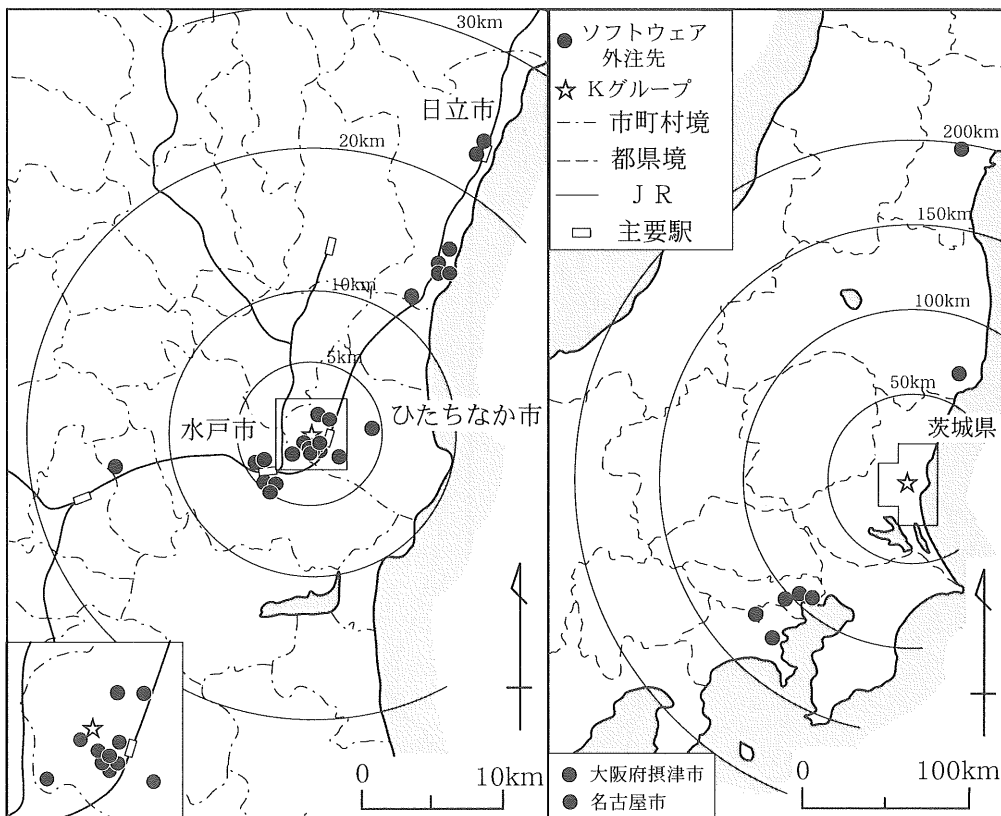 30km
日立市
20km
10km
5km
水戸市
ひたちなか市
0
10km
ソフトウェア
外注先
Kグループ
市町村境
都県境
JR
主要駅
200km
150km
100km
50km
茨城県
大阪府摂津市
名古屋市
0
100km